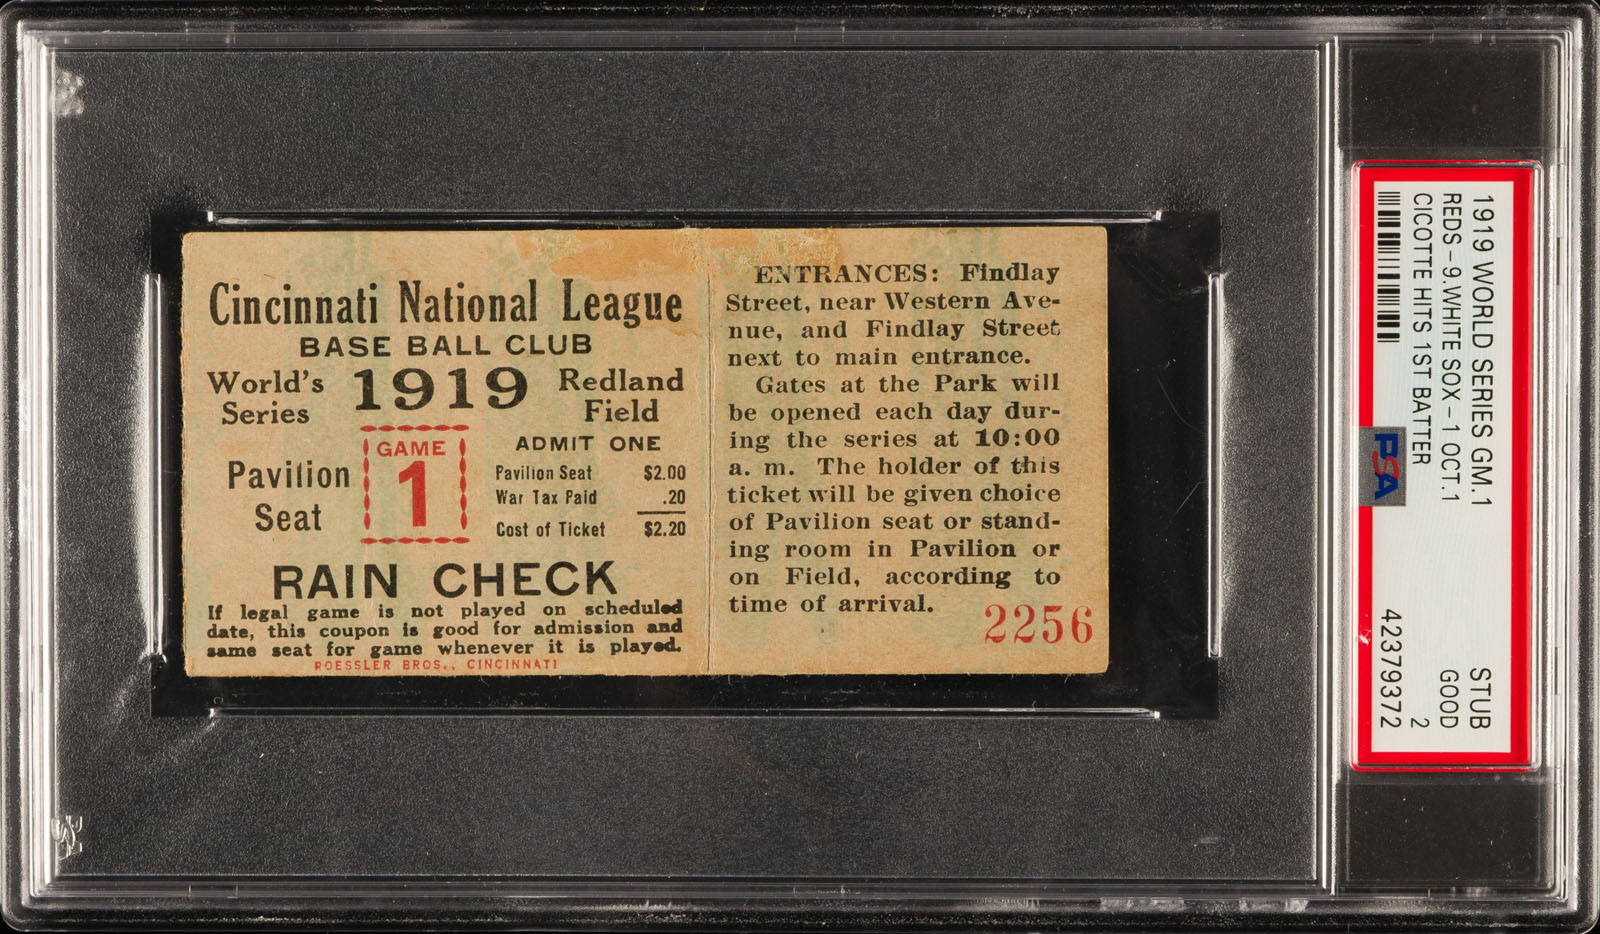 Cincinnati National League
BASE BALL CLUB
World's Series
1919
Redland Field
Pavilion Seat
GAME
1
ADMIT ONE
Pavilion Seat $2.00
War Tax Paid .20
Cost of Ticket $2.20
RAIN CHECK
If legal game is not played on scheduled
date, this coupon is good for admission and
same seat for game whenever it is played.
ROESSLER BROS., CINCINNATI
ENTRANCES: Findlay
Street, near Western Ave-
nue, and Findlay Street
next to main entrance.
Gates at the Park will
be opened each day dur-
ing the series at 10:00
a. m. The holder of this
ticket will be given choice
of Pavilion seat or stand-
ing room in Pavilion or
on Field, according to
time of arrival.
2256
1919 WORLD SERIES GM.1 STUB
REDS-9.WHITE SOX-1 OCT.1 GOOD
CICOTTE HITS 1ST BATTER 2
42379372
PSA